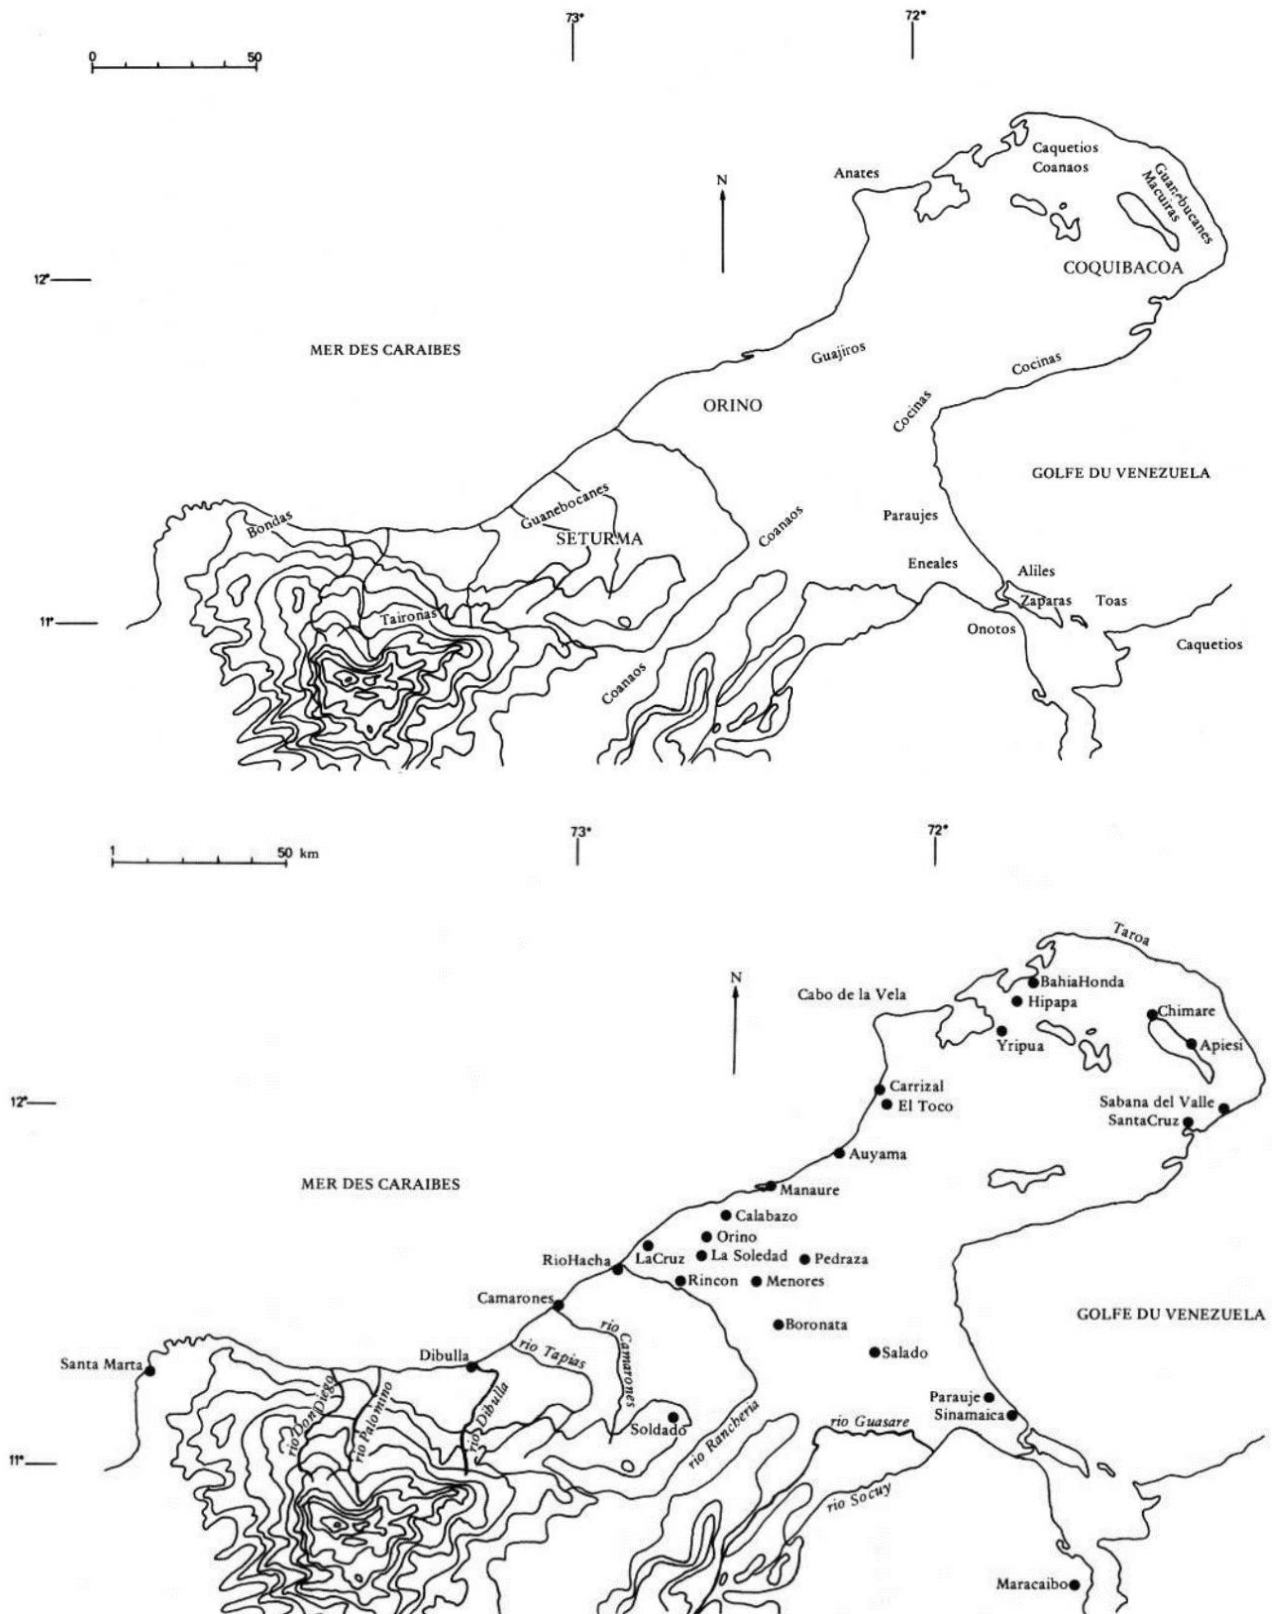 73°
72°
0
50
Caquetios
Coanaos
Anates
Guanebucanes
Macuiras
N
COQUIBACOA
12°
MER DES CARAIBES
Guajiros
Cocinas
ORINO
Cocinas
GOLFE DU VENEZUELA
Guanebocanes
Bondas
Paraujes
Coanaos
SETURMA
Eneales
Aliles
Zaparas
Toas
Taironas
11°
Onotos
Caquetios
Coanaos
73°
72°
1
50 km
Taroa
N
BahiaHonda
Cabo de la Vela
Hipapa
Chimare
Yripua
Apiesi
Carrizal
El Toco
12°
Sabana del Valle
SantaCruz
Auyama
MER DES CARAIBES
Manaure
Calabazo
Orino
LaCruz
La Soledad
Pedraza
RioHacha
Rincon
Menores
Camarones
GOLFE DU VENEZUELA
Boronata
rio Camarones
rio Tapias
Salado
Dibulla
Santa Marta
Parauje
Sinamaica
rio Don Diego
rio Palomino
rio Dibulla
Soldado
rio Rancheria
rio Guasare
11°
rio Socuy
Maracaibo